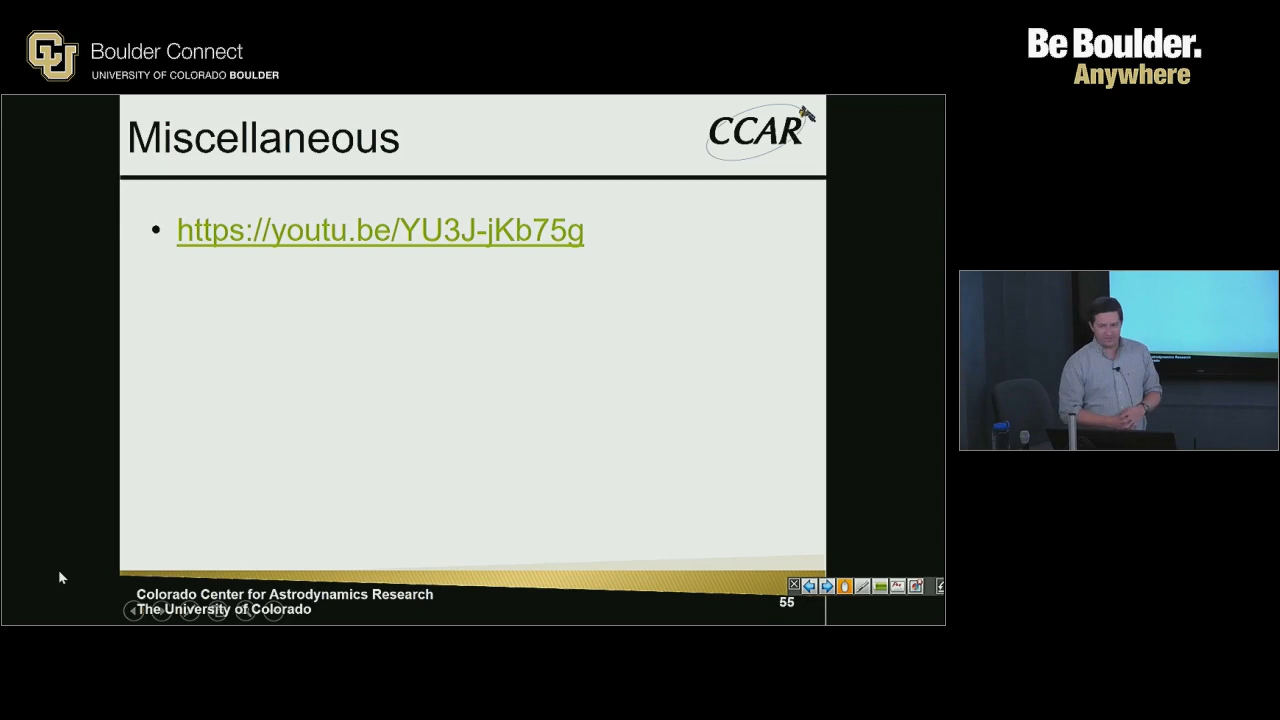 Boulder Connect
UNIVERSITY OF COLORADO BOULDER
Be Boulder.
Anywhere
Miscellaneous
CCAR
• https://youtu.be/YU3J-jKb75g
Colorado Center for Astrodynamics Research
The University of Colorado
55